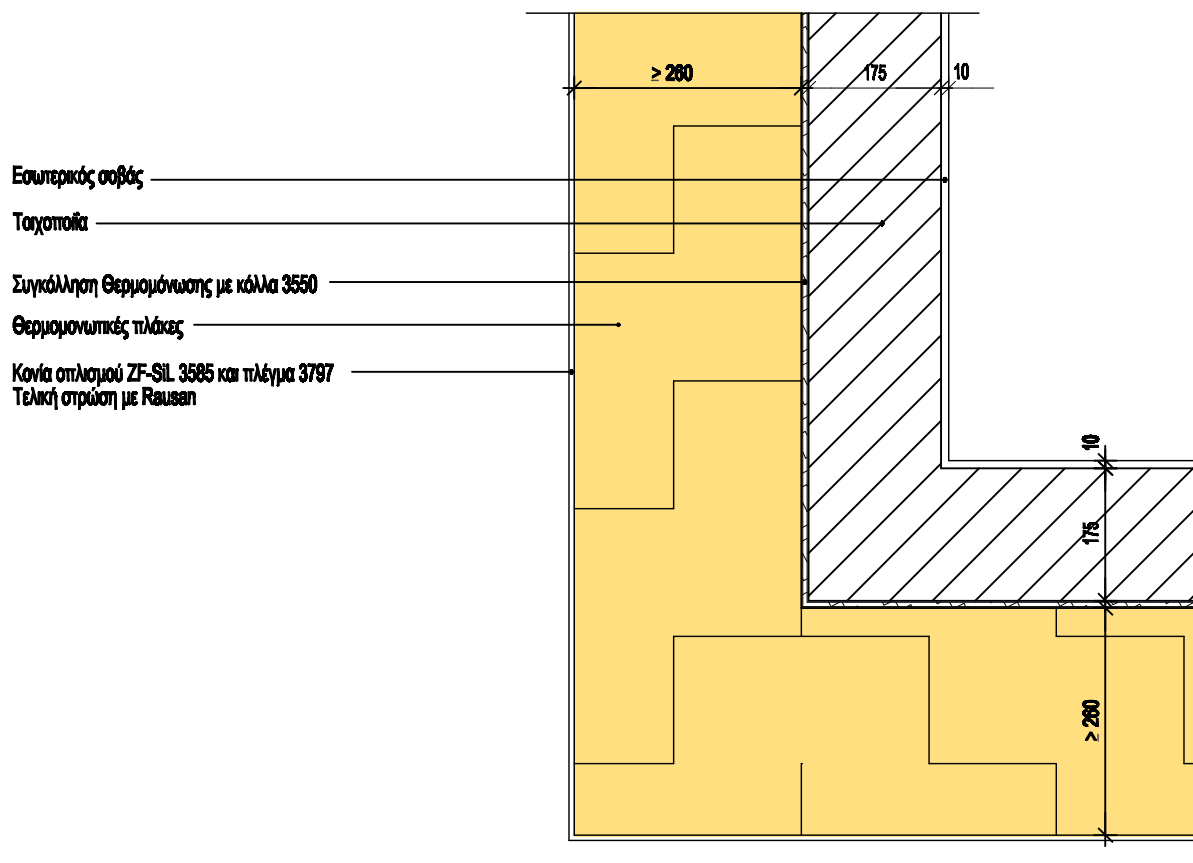 ≥ 260
175
10
Εσωτερικός σοβάς
Τοιχοποιΐα
Συγκόλληση Θερμομόνωσης με κόλλα 3550
Θερμομονωτικές πλάκες
Κονία οπλισμού ZF-SiL 3585 και πλέγμα 3797
Τελική στρώση με Rausan
10
175
≥ 260